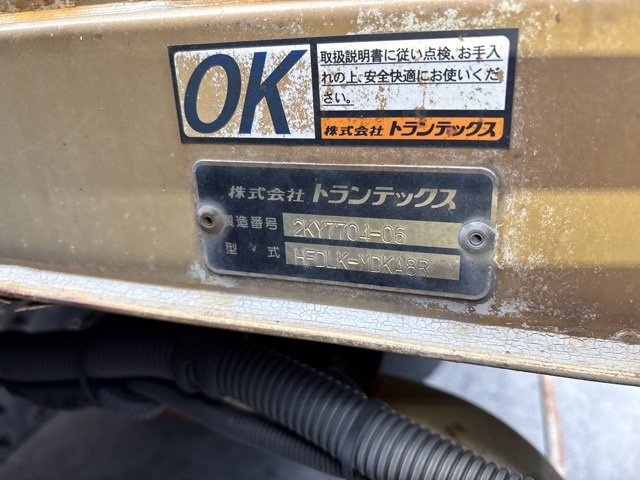 OK
取扱説明書に従い点検、お手入
れの上、安全快適にお使いくだ
さい。
株式会社 トランテックス
株式会社 トランテックス
製造番号 2KY7704-06
型式 HFDLK-MDKA8R